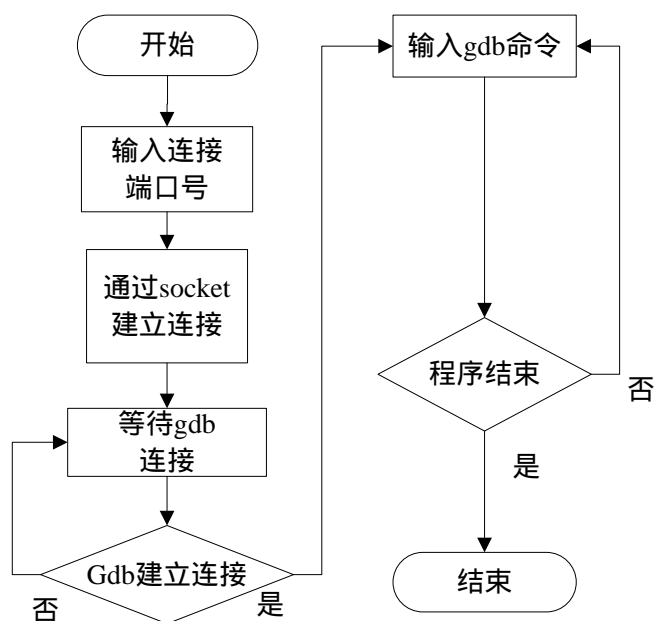 开始
输入连接
端口号
通过socket
建立连接
等待gdb
连接
Gdb建立连接
否
是
输入gdb命令
程序结束
否
是
结束